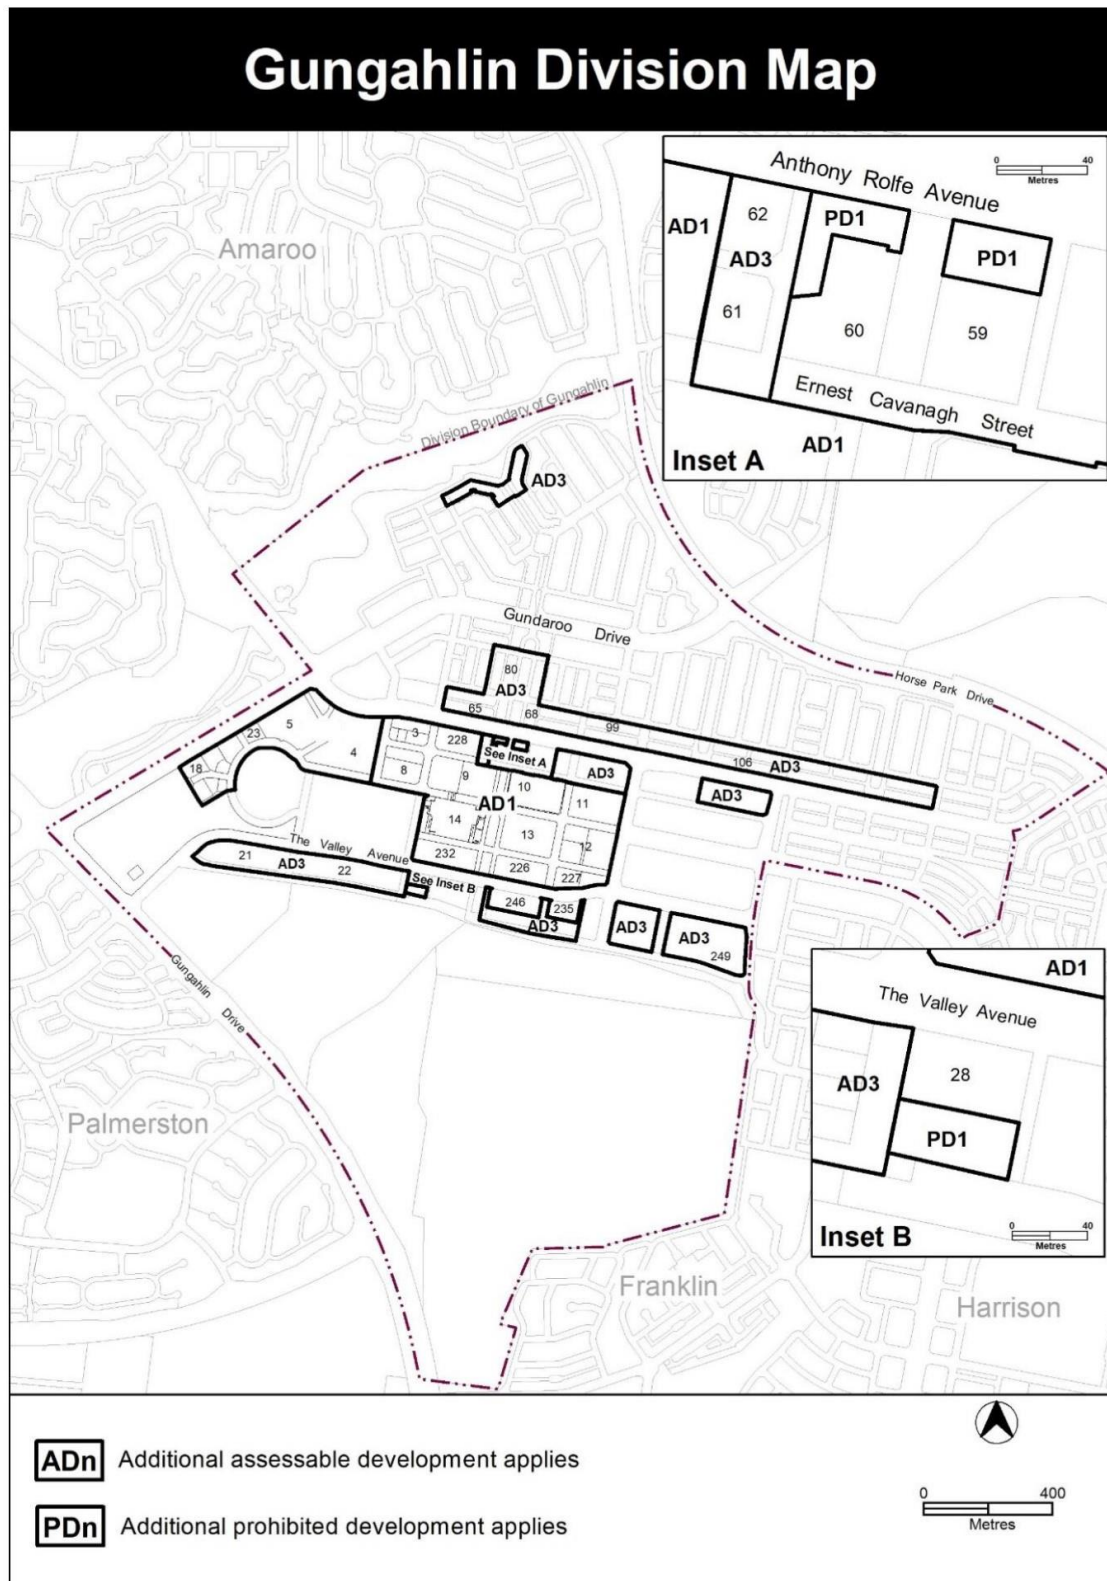 Gungahlin Division Map
Amaroo
Anthony Rolfe Avenue
0 40
Metres
AD1
62
PD1
AD3
PD1
61
60
59
Ernest Cavanagh Street
AD1
Inset A
Division Boundary of Gungahlin
AD3
Gundaroo Drive
Horse Park Drive
80
AD3
65
68
99
106
AD3
5
23
4
18
3
228
See Inset A
8
9
10
AD3
11
AD1
14
13
12
232
226
227
AD3
The Valley Avenue
21
AD3
22
See Inset B
246
235
AD3
AD3
AD3
249
Gungahlin Drive
AD1
The Valley Avenue
AD3
28
PD1
Inset B
0 40
Metres
Palmerston
Franklin
Harrison
ADn Additional assessable development applies
PDn Additional prohibited development applies
0 400
Metres